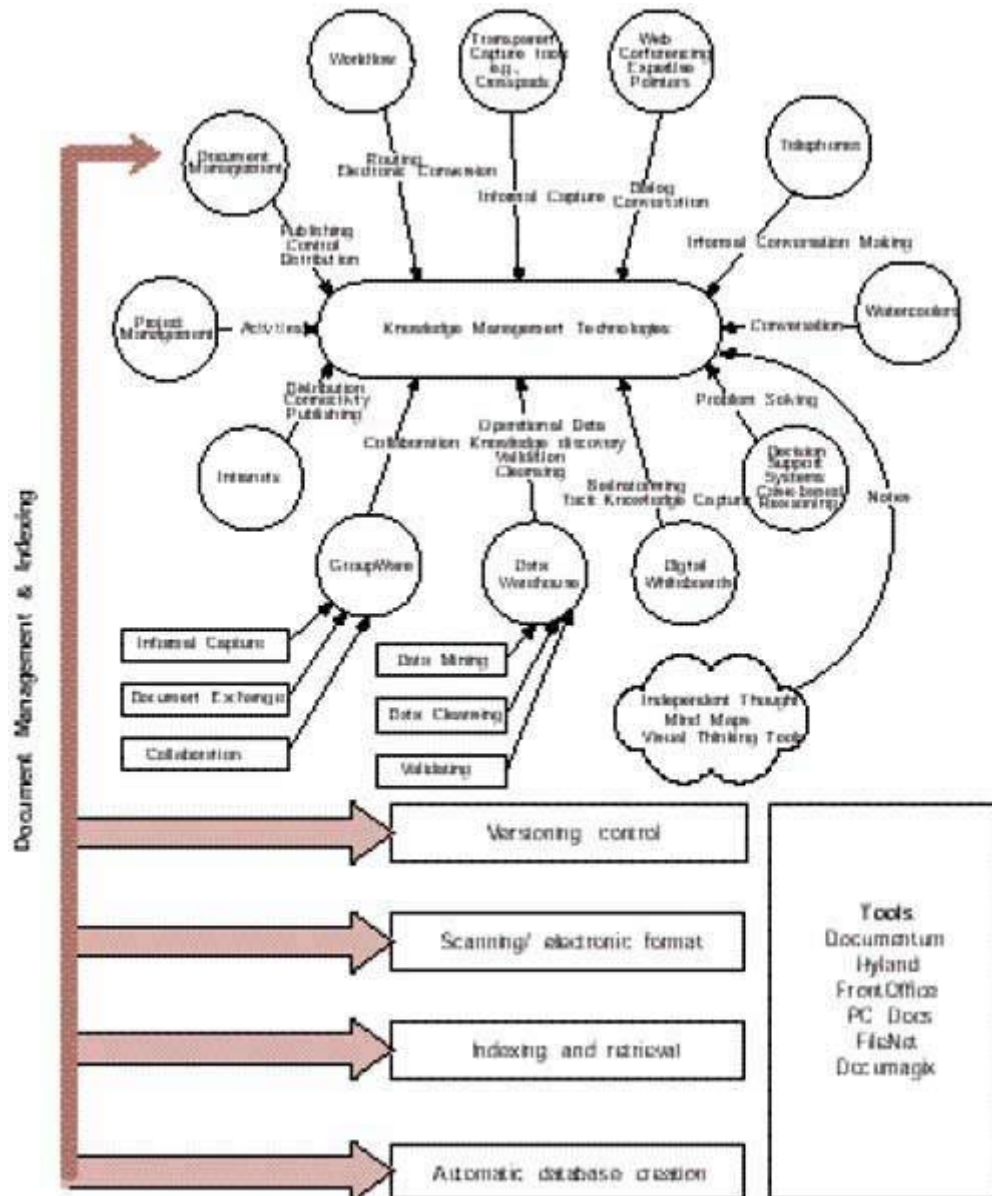 Workflow
Transparent
Capture tools
e.g.,
Crosspads
Web
Conferencing
Expertise
Pointers
Document
Management
Telephones
Routing
Electronic Conversion
Informal Capture
Dialog
Conversation
Publishing
Control
Distribution
Informal Conversation Making
Project
Management
Activities
Knowledge Management Technologies
Conversation
Watercoolers
Distribution
Connectivity
Publishing
Problem Solving
Operational Data
Collaboration
Knowledge discovery
Validation
Cleansing
Intranets
Brainstorming
Tacit Knowledge Capture
Decision
Support
Systems
Case-based
Reasoning
Notes
GroupWare
Data
Warehouse
Digital
Whiteboards
Informal Capture
Document Exchange
Collaboration
Data Mining
Data Cleansing
Validating
Independent Thought
Mind Maps
Visual Thinking Tools
Document Management & Indexing
Versioning control
Scanning/ electronic format
Indexing and retrieval
Automatic database creation
Tools
Documentum
Hyland
FrontOffice
PC Docs
FileNet
Documagix